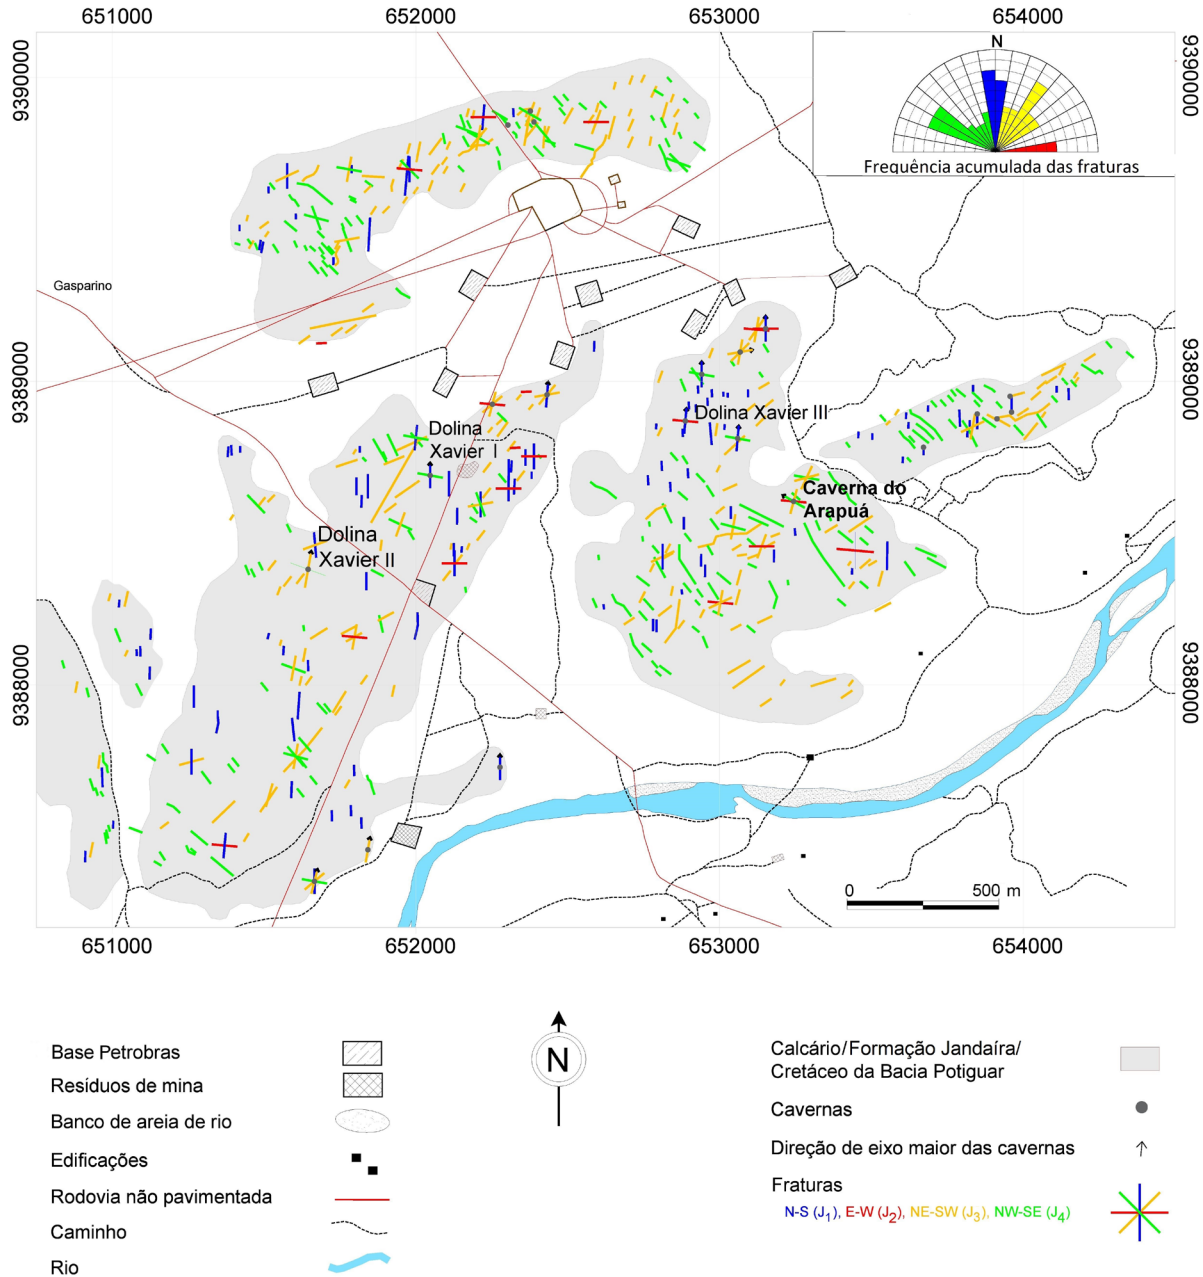 651000 652000 653000 654000
9390000
9390000
N
Frequência acumulada das fraturas
Gasparino
9389000
9389000
Dolina
Xavier I
Dolina Xavier III
Caverna do
Arapuá
Dolina
Xavier II
9388000
9388000
0 500 m
651000 652000 653000 654000
N
Base Petrobras
Resíduos de mina
Banco de areia de rio
Edificações
Rodovia não pavimentada
Caminho
Rio
Calcário/Formação Jandaíra/
Cretáceo da Bacia Potiguar
Cavernas
Direção de eixo maior das cavernas
Fraturas
N-S (J1), E-W (J2), NE-SW (J3), NW-SE (J4)